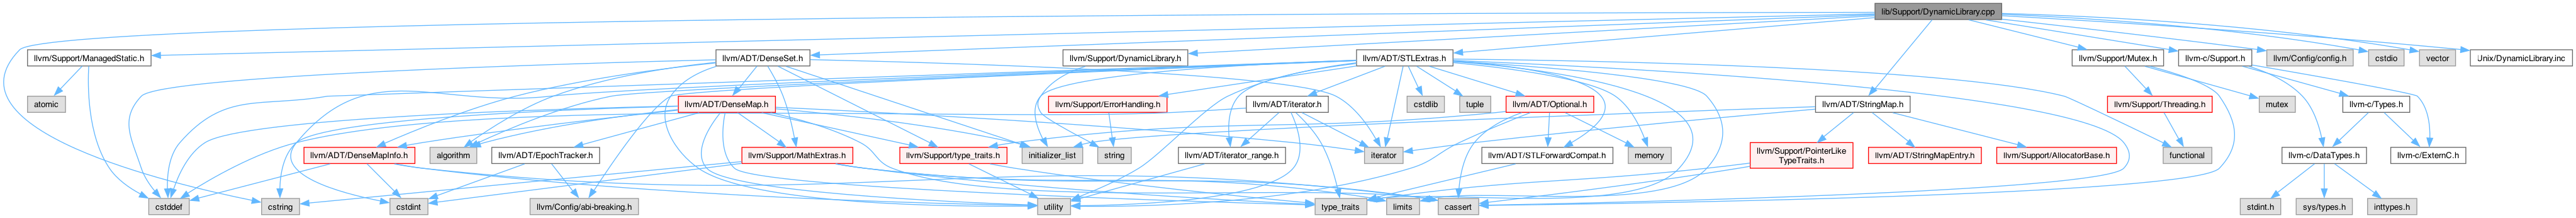 lib/Support/DynamicLibrary.cpp
llvm/Support/ManagedStatic.h
llvm/ADT/DenseSet.h
llvm/Support/DynamicLibrary.h
llvm/ADT/STLExtras.h
llvm/Support/Mutex.h
llvm-c/Support.h
llvm/Config/config.h
cstdio
vector
Unix/DynamicLibrary.inc
atomic
llvm/ADT/DenseMap.h
llvm/Support/ErrorHandling.h
llvm/ADT/iterator.h
cstdlib
tuple
llvm/ADT/Optional.h
llvm/ADT/StringMap.h
llvm/Support/Threading.h
mutex
llvm-c/Types.h
llvm/ADT/DenseMapInfo.h
algorithm
llvm/ADT/EpochTracker.h
llvm/Support/MathExtras.h
llvm/Support/type_traits.h
initializer_list
string
llvm/ADT/iterator_range.h
iterator
llvm/ADT/STLForwardCompat.h
memory
llvm/Support/PointerLike
TypeTraits.h
llvm/ADT/StringMapEntry.h
llvm/Support/AllocatorBase.h
functional
llvm-c/DataTypes.h
llvm-c/ExternC.h
cstddef
cstring
cstdint
llvm/Config/abi-breaking.h
utility
type_traits
limits
cassert
stdint.h
sys/types.h
inttypes.h